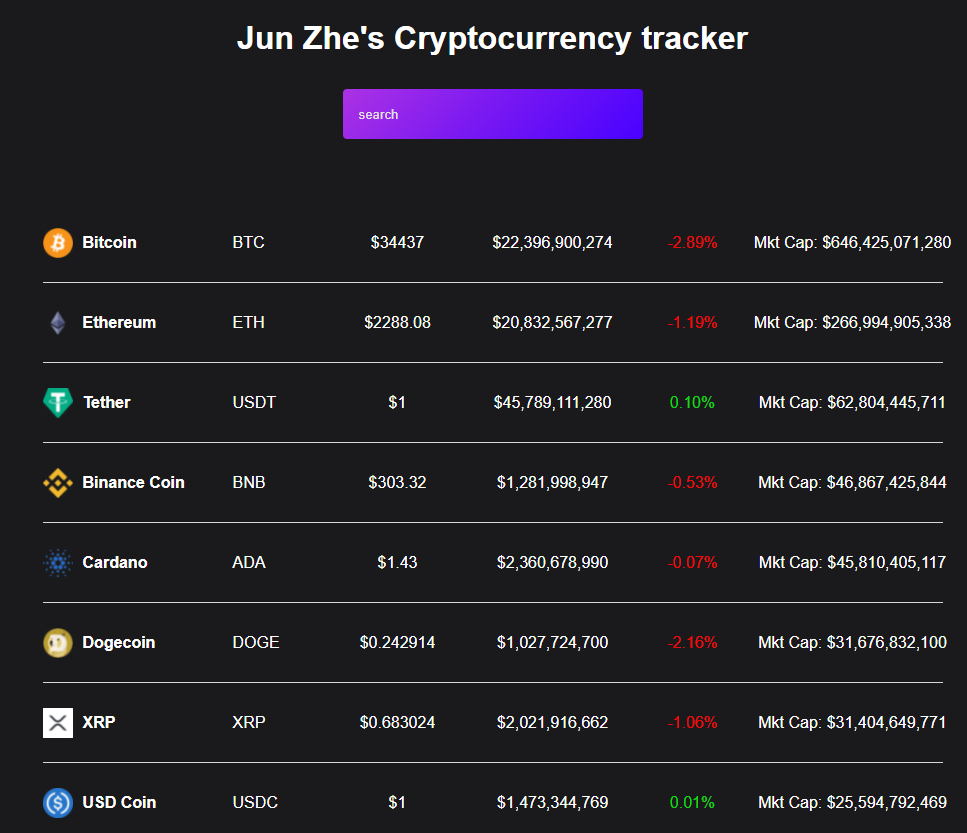 Jun Zhe's Cryptocurrency tracker
search
Bitcoin BTC $34437 $22,396,900,274 -2.89% Mkt Cap: $646,425,071,280
Ethereum ETH $2288.08 $20,832,567,277 -1.19% Mkt Cap: $266,994,905,338
Tether USDT $1 $45,789,111,280 0.10% Mkt Cap: $62,804,445,711
Binance Coin BNB $303.32 $1,281,998,947 -0.53% Mkt Cap: $46,867,425,844
Cardano ADA $1.43 $2,360,678,990 -0.07% Mkt Cap: $45,810,405,117
Dogecoin DOGE $0.242914 $1,027,724,700 -2.16% Mkt Cap: $31,676,832,100
XRP XRP $0.683024 $2,021,916,662 -1.06% Mkt Cap: $31,404,649,771
USD Coin USDC $1 $1,473,344,769 0.01% Mkt Cap: $25,594,792,469